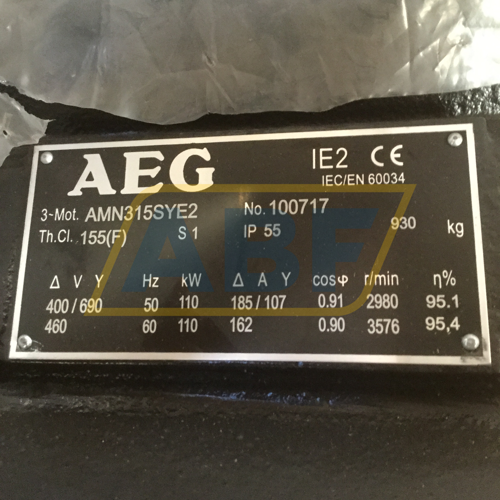 AEG
IE2 CE
IEC/EN 60034
3~Mot. AMN315SYE2 No. 100717
Th.Cl. 155(F) S1 IP 55 930 kg
Δ V Y Hz kW Δ A Y cosφ r/min η%
400/690 50 110 185/107 0.91 2980 95.1
460 60 110 162 0.90 3576 95,4
ABF